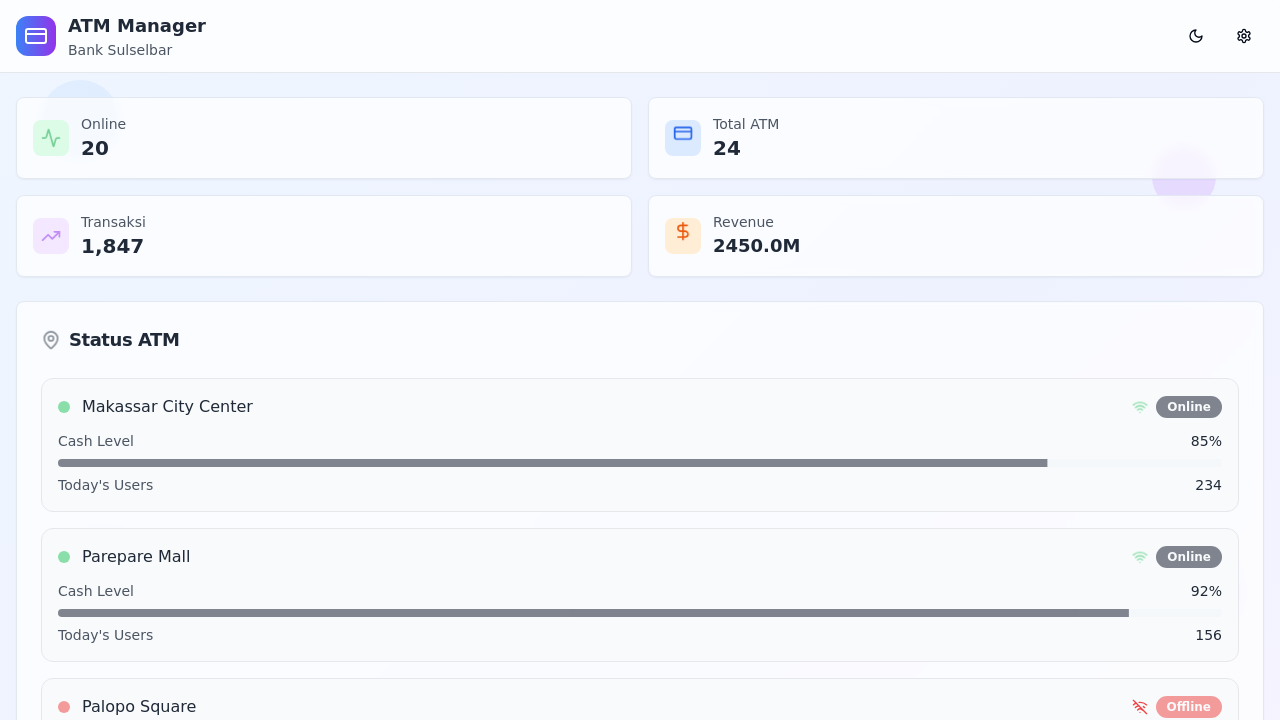 ATM Manager
Bank Sulselbar
Online
20
Total ATM
24
Transaksi
1,847
Revenue
2450.0M
Status ATM
Makassar City Center
Online
Cash Level
85%
Today's Users
234
Parepare Mall
Online
Cash Level
92%
Today's Users
156
Palopo Square
Offline